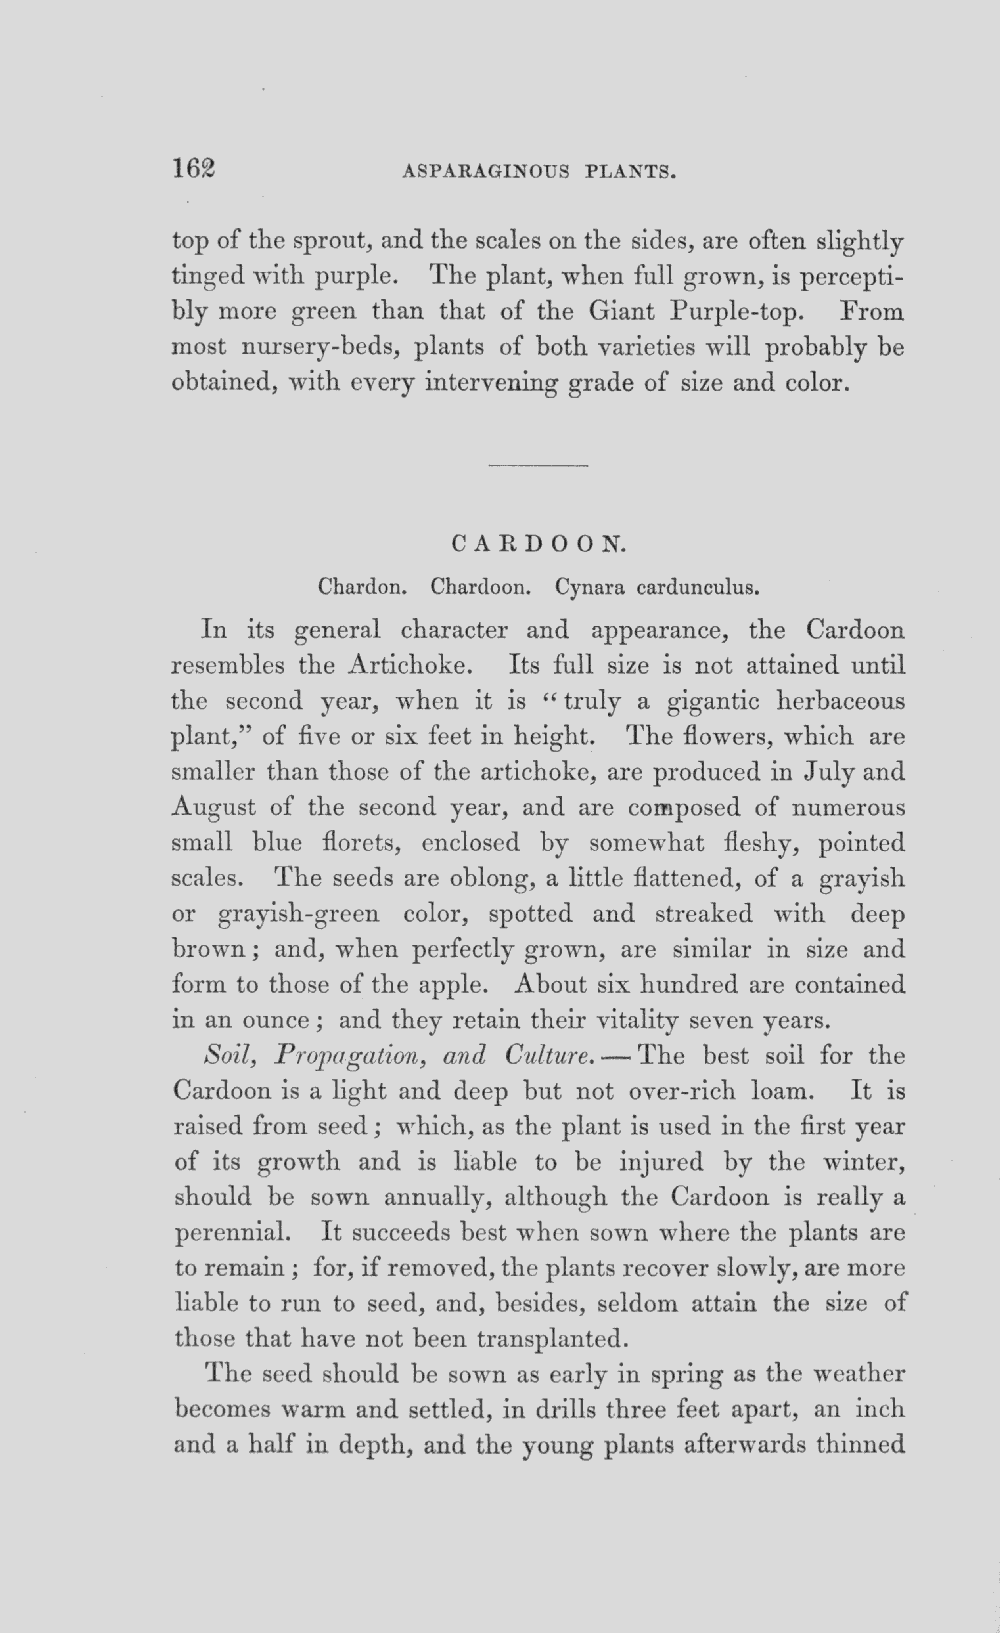 162 ASPARAGINOUS PLANTS.
top of the sprout, and the scales on the sides, are often slightly
tinged with purple. The plant, when full grown, is percepti-
bly more green than that of the Giant Purple-top. From
most nursery-beds, plants of both varieties will probably be
obtained, with every intervening grade of size and color.
CARDOON.
Chardon. Chardoon. Cynara cardunculus.
In its general character and appearance, the Cardoon
resembles the Artichoke. Its full size is not attained until
the second year, when it is “truly a gigantic herbaceous
plant,” of five or six feet in height. The flowers, which are
smaller than those of the artichoke, are produced in July and
August of the second year, and are composed of numerous
small blue florets, enclosed by somewhat fleshy, pointed
scales. The seeds are oblong, a little flattened, of a grayish
or grayish-green color, spotted and streaked with deep
brown; and, when perfectly grown, are similar in size and
form to those of the apple. About six hundred are contained
in an ounce; and they retain their vitality seven years.
Soil, Propagation, and Culture. — The best soil for the
Cardoon is a light and deep but not over-rich loam. It is
raised from seed; which, as the plant is used in the first year
of its growth and is liable to be injured by the winter,
should be sown annually, although the Cardoon is really a
perennial. It succeeds best when sown where the plants are
to remain; for, if removed, the plants recover slowly, are more
liable to run to seed, and, besides, seldom attain the size of
those that have not been transplanted.
The seed should be sown as early in spring as the weather
becomes warm and settled, in drills three feet apart, an inch
and a half in depth, and the young plants afterwards thinned